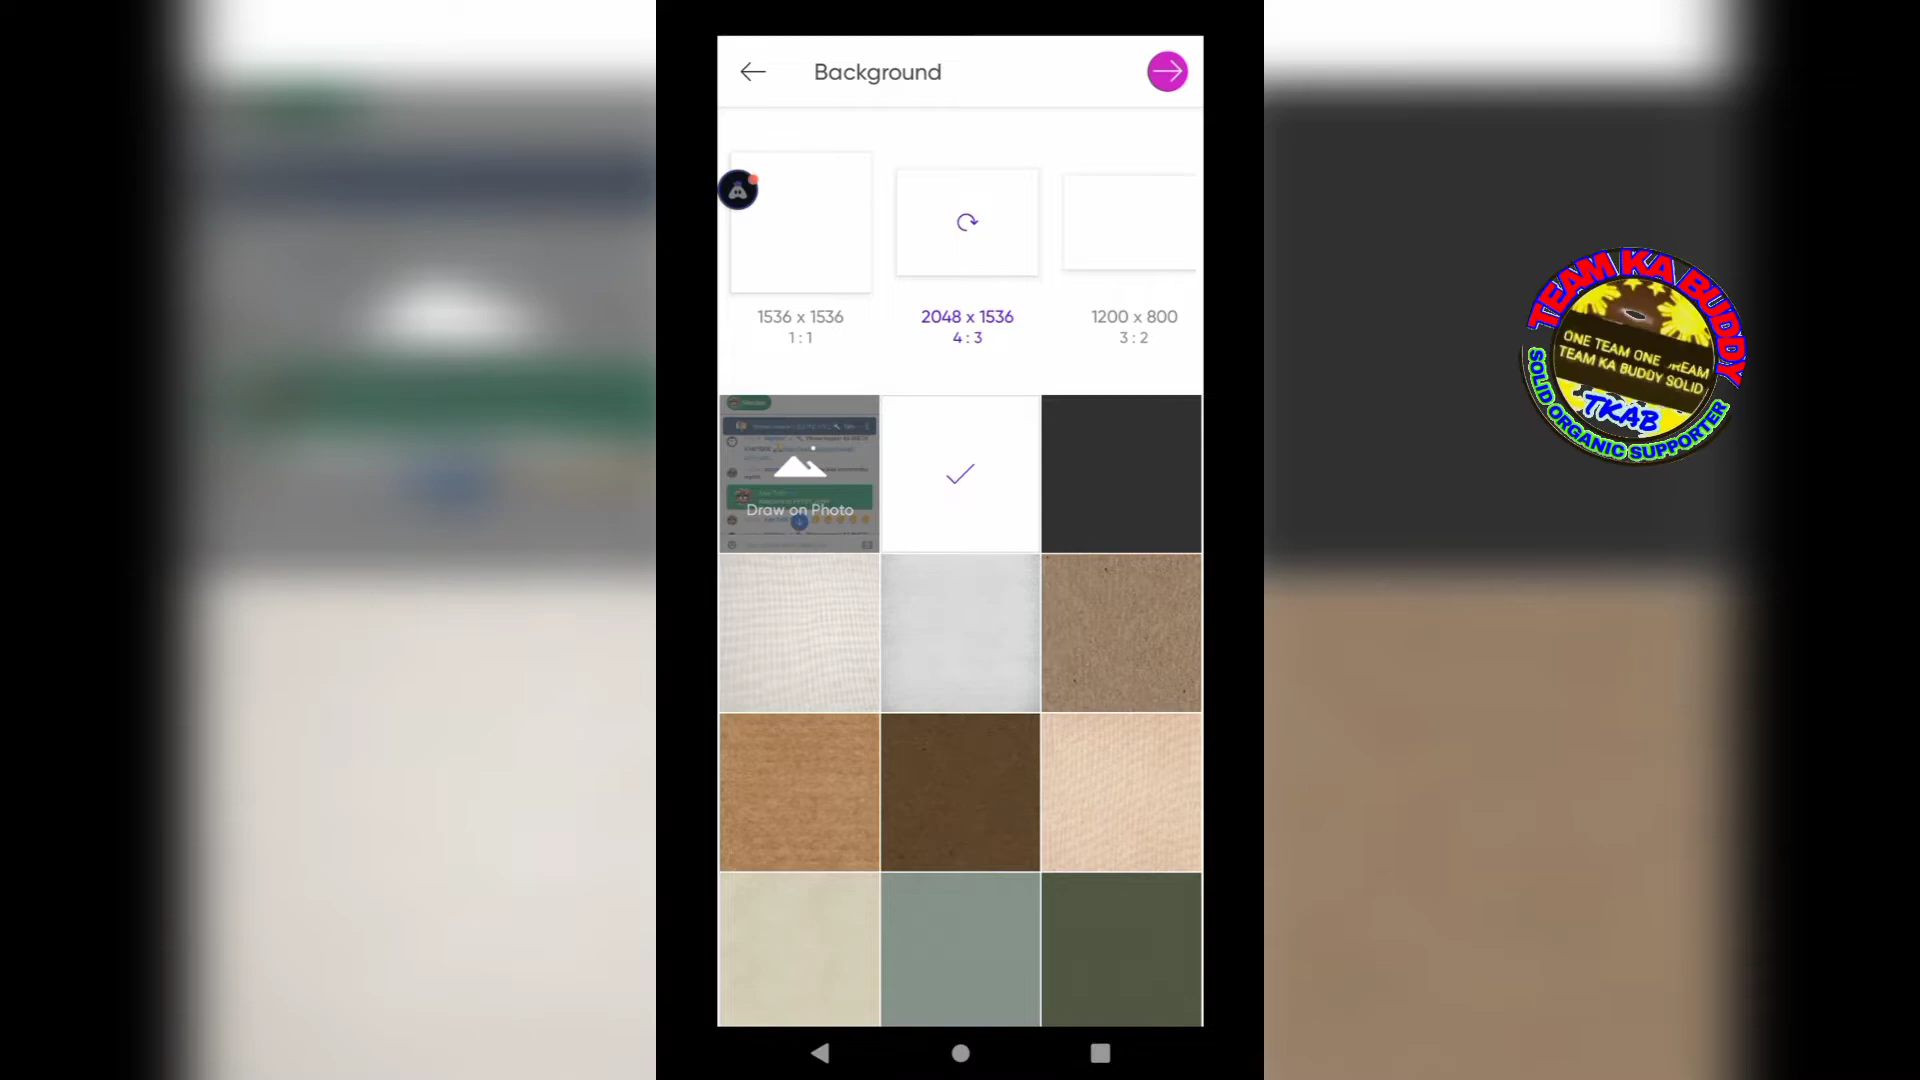 Background
1536 x 1536
1 : 1
2048 x 1536
4 : 3
1200 x 800
3 : 2
Draw on Photo
TEAM KA BUDDY
ONE TEAM ONE DREAM
TEAM KA BUDDY SOLID
TKAB
SOLID ORGANIC SUPPORTER